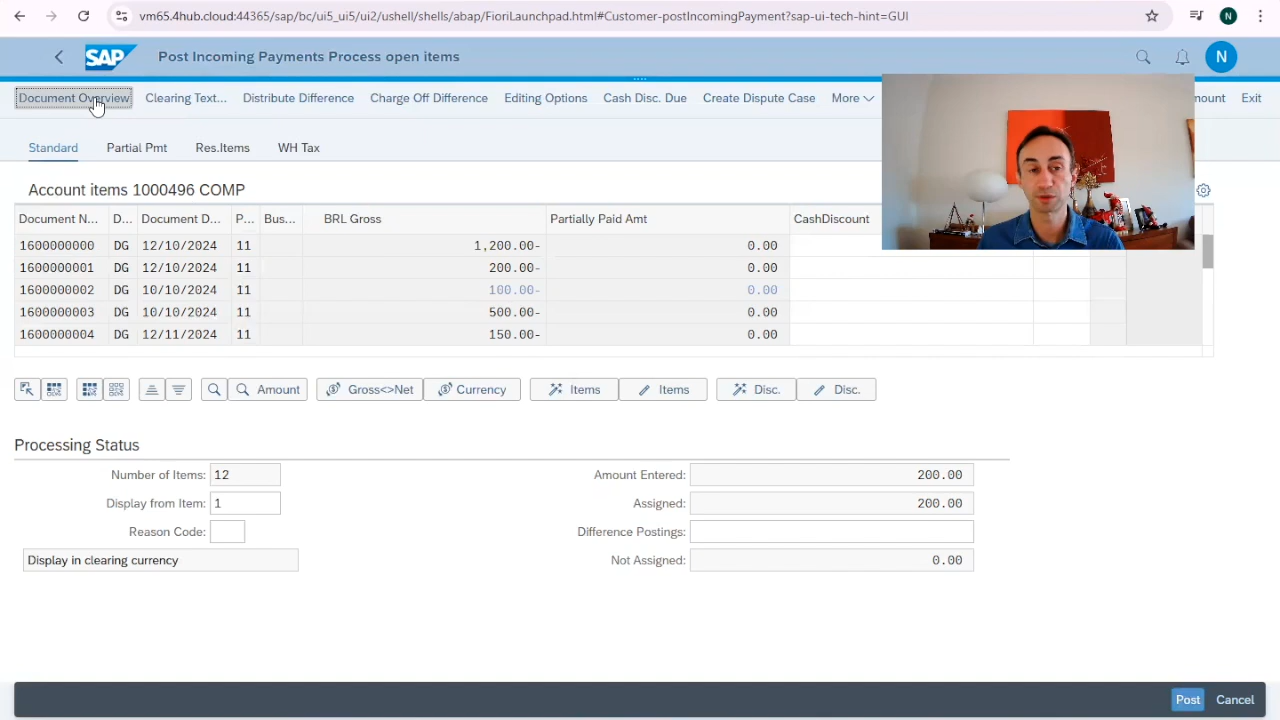 vm65.4hub.cloud:44365/sap/bc/ui5_ui5/ui2/ushell/shells/abap/FioriLaunchpad.html#Customer-postIncomingPayment?sap-ui-tech-hint=GUI
N
SAP
Post Incoming Payments Process open items
N
Document Overview
Clearing Text...
Distribute Difference
Charge Off Difference
Editing Options
Cash Disc. Due
Create Dispute Case
More
Exit
Standard
Partial Pmt
Res.Items
WH Tax
Account items 1000496 COMP
Document N... D... Document D... P... Bus... BRL Gross Partially Paid Amt CashDiscount
1600000000 DG 12/10/2024 11 1,200.00- 0.00
1600000001 DG 12/10/2024 11 200.00- 0.00
1600000002 DG 10/10/2024 11 100.00- 0.00
1600000003 DG 10/10/2024 11 500.00- 0.00
1600000004 DG 12/11/2024 11 150.00- 0.00
Amount
Gross<>Net
Currency
Items
Items
Disc.
Disc.
Processing Status
Number of Items: 12
Amount Entered: 200.00
Display from Item: 1
Assigned: 200.00
Reason Code:
Difference Postings:
Display in clearing currency
Not Assigned: 0.00
Post
Cancel